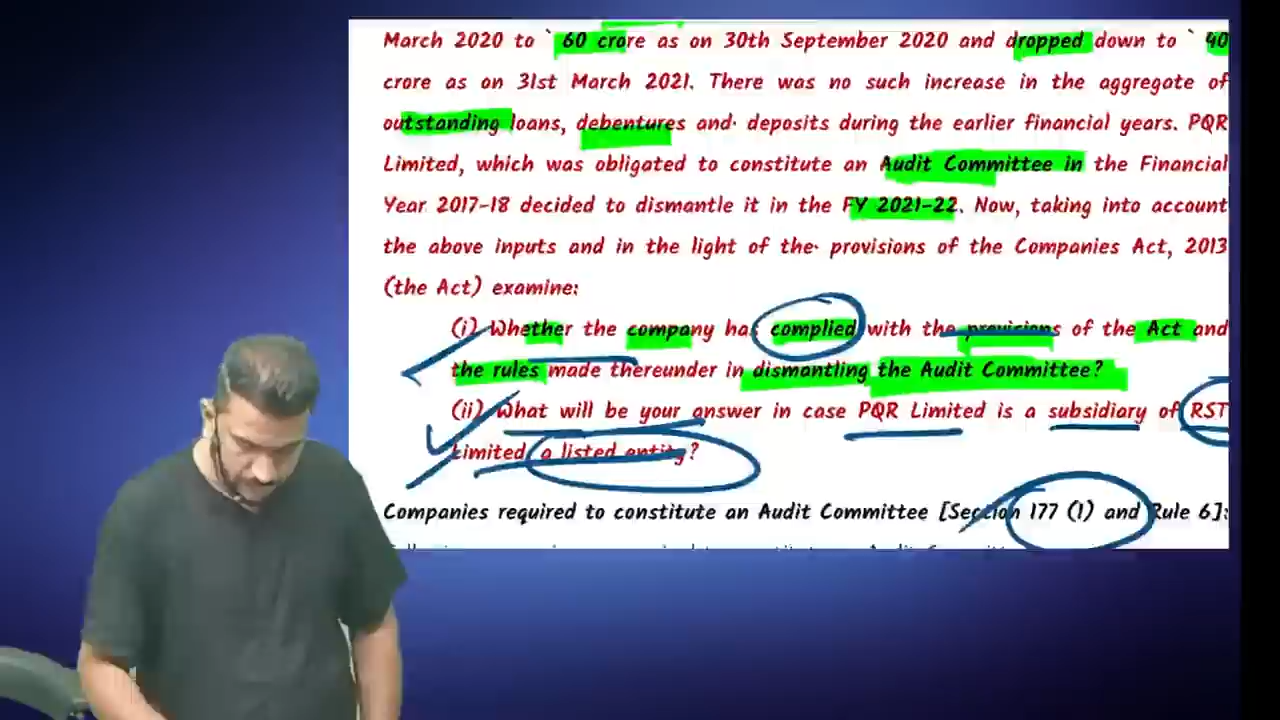 March 2020 to ` 60 crore as on 30th September 2020 and dropped down to ` 40
crore as on 31st March 2021. There was no such increase in the aggregate of
outstanding loans, debentures and deposits during the earlier financial years. PQR
Limited, which was obligated to constitute an Audit Committee in the Financial
Year 2017-18 decided to dismantle it in the FY 2021-22. Now, taking into account
the above inputs and in the light of the provisions of the Companies Act, 2013
(the Act) examine:
(i) Whether the company has complied with the provisions of the Act and
the rules made thereunder in dismantling the Audit Committee?
(ii) What will be your answer in case PQR Limited is a subsidiary of RST
Limited a listed entity?
Companies required to constitute an Audit Committee [Section 177 (1) and Rule 6]: